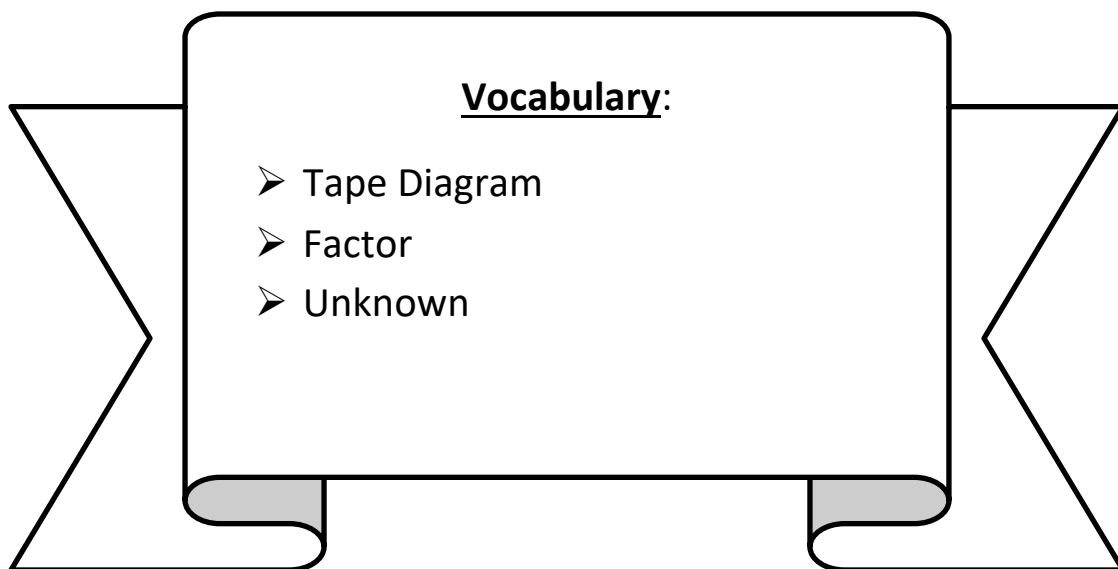 Vocabulary:
➢ Tape Diagram
➢ Factor
➢ Unknown